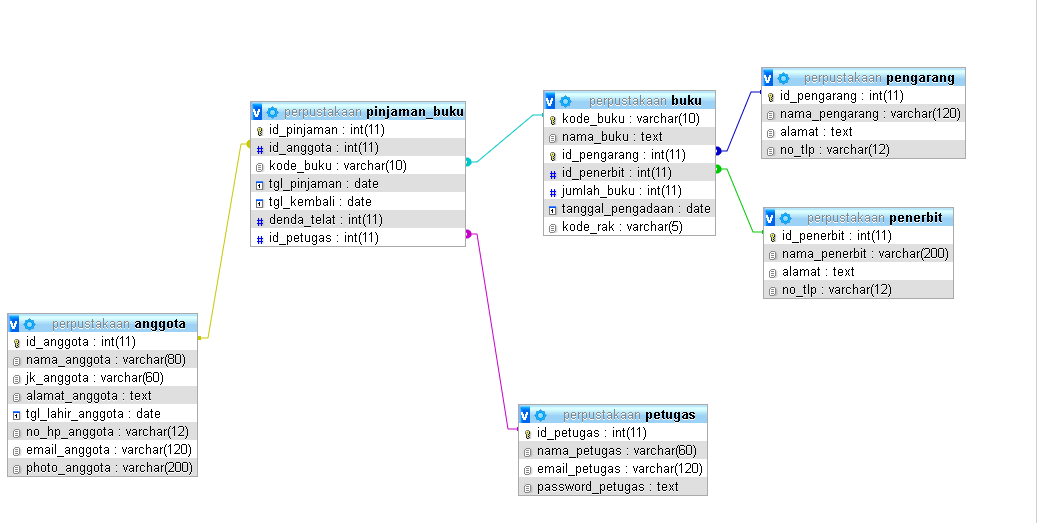 perpustakaan pinjaman_buku
id_pinjaman : int(11)
id_anggota : int(11)
kode_buku : varchar(10)
tgl_pinjaman : date
tgl_kembali : date
denda_telat : int(11)
id_petugas : int(11)
perpustakaan buku
kode_buku : varchar(10)
nama_buku : text
id_pengarang : int(11)
id_penerbit : int(11)
jumlah_buku : int(11)
tanggal_pengadaan : date
kode_rak : varchar(5)
perpustakaan pengarang
id_pengarang : int(11)
nama_pengarang : varchar(120)
alamat : text
no_tlp : varchar(12)
perpustakaan penerbit
id_penerbit : int(11)
nama_penerbit : varchar(200)
alamat : text
no_tlp : varchar(12)
perpustakaan anggota
id_anggota : int(11)
nama_anggota : varchar(80)
jk_anggota : varchar(60)
alamat_anggota : text
tgl_lahir_anggota : date
no_hp_anggota : varchar(12)
email_anggota : varchar(120)
photo_anggota : varchar(200)
perpustakaan petugas
id_petugas : int(11)
nama_petugas : varchar(60)
email_petugas : varchar(120)
password_petugas : text